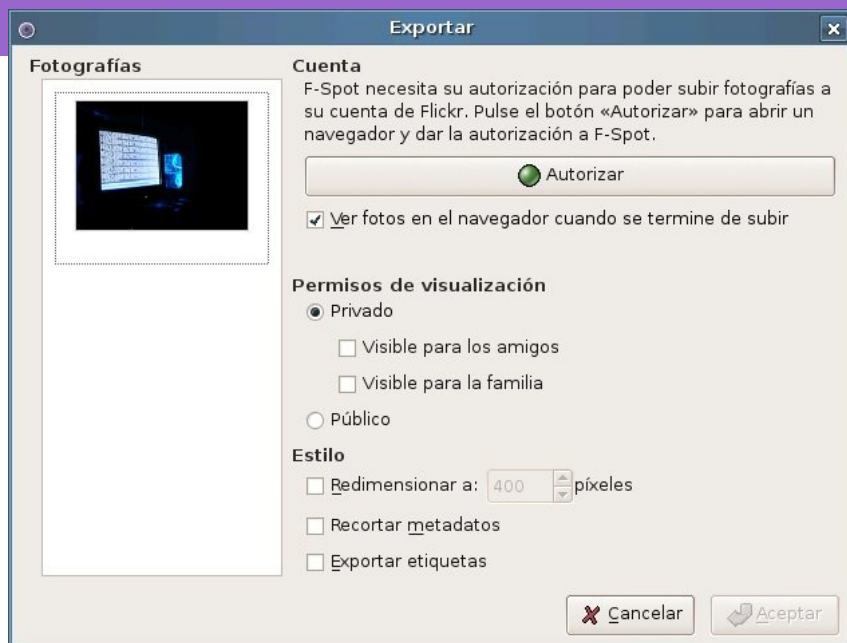 Exportar
Fotografías
Cuenta
F-Spot necesita su autorización para poder subir fotografías a
su cuenta de Flickr. Pulse el botón «Autorizar» para abrir un
navegador y dar la autorización a F-Spot.
Autorizar
Ver fotos en el navegador cuando se termine de subir
Permisos de visualización
Privado
Visible para los amigos
Visible para la familia
Público
Estilo
Redimensionar a: 400 píxeles
Recortar metadatos
Exportar etiquetas
Cancelar Aceptar